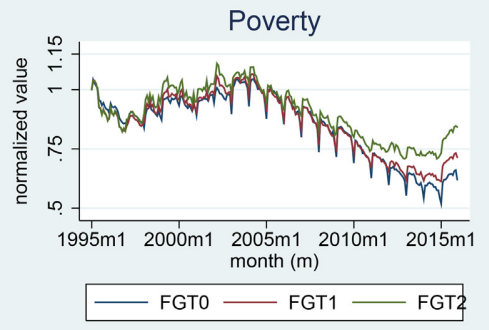 Poverty
normalized value
1.15
1
.75
.5
1995m1 2000m1 2005m1 2010m1 2015m1
month (m)
FGT0 FGT1 FGT2